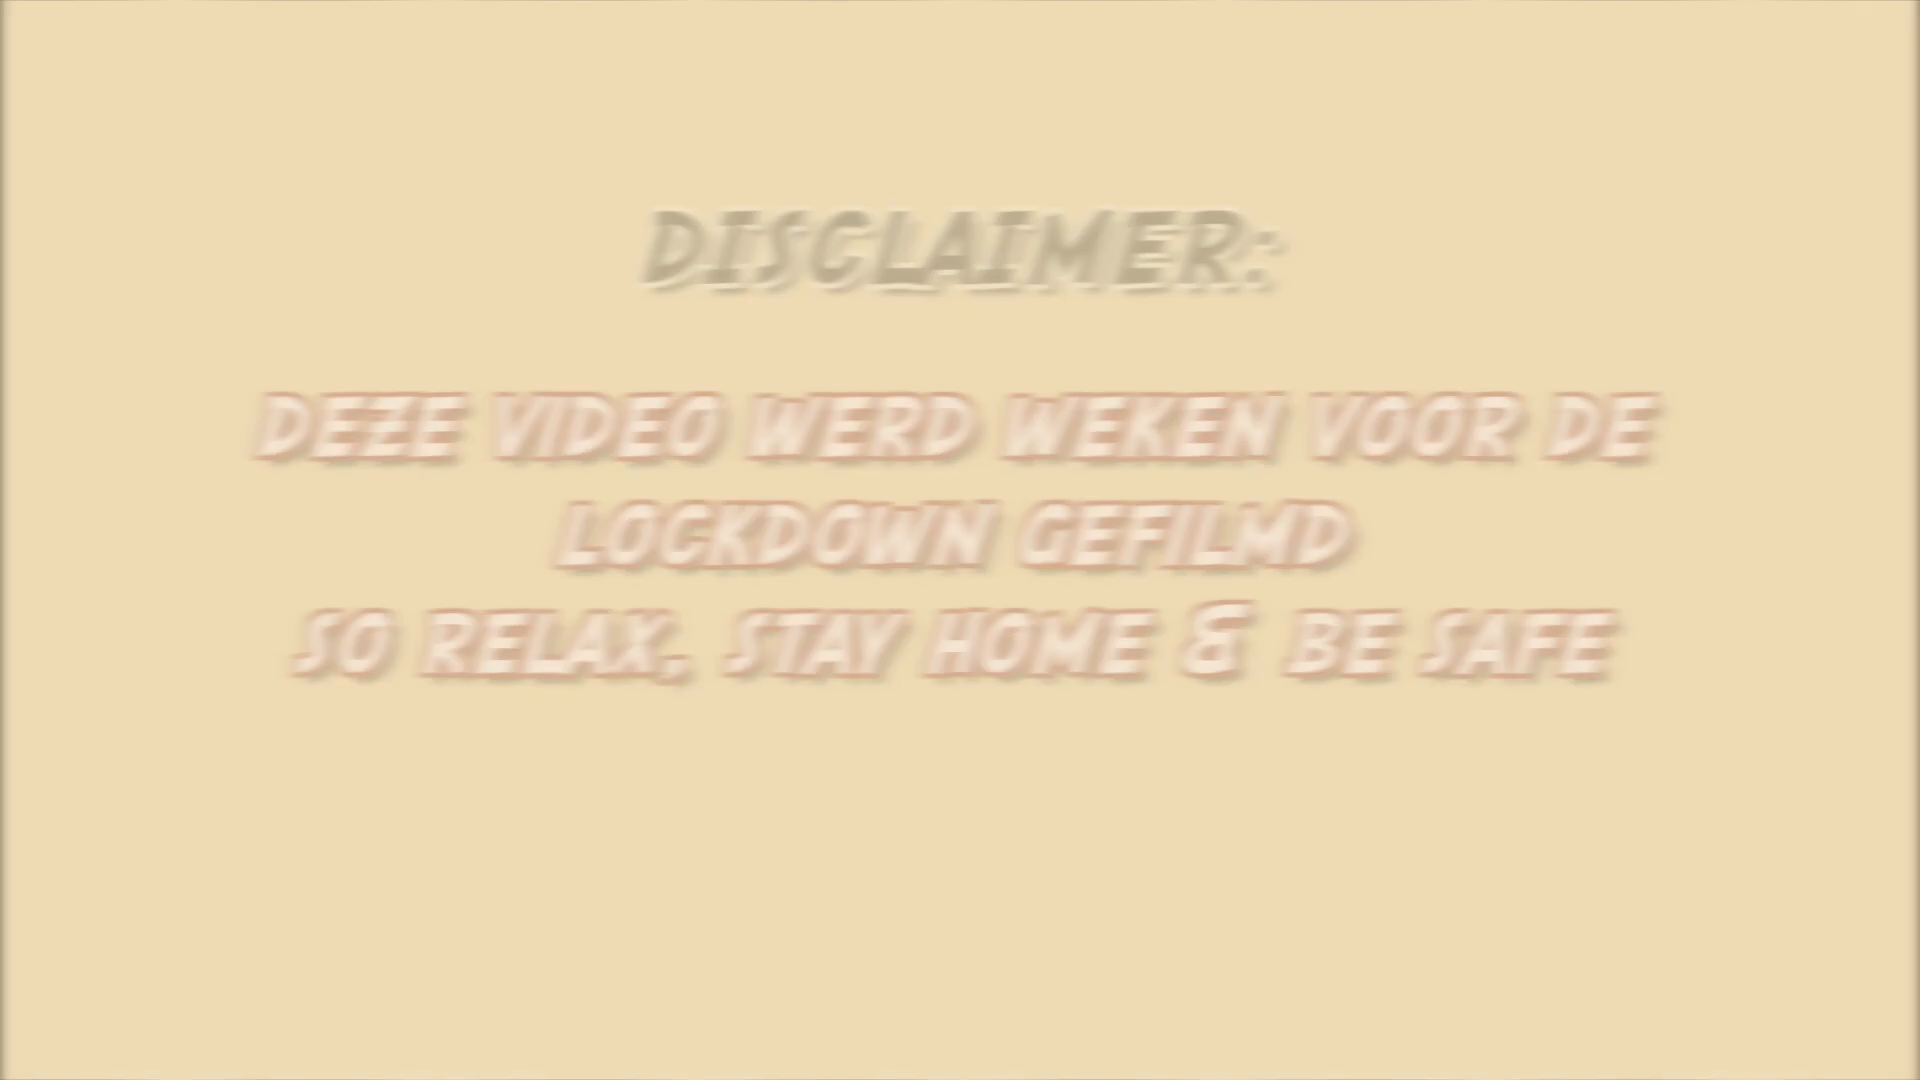 DISCLAIMER:
DEZE VIDEO WERD WEKEN VOOR DE
LOCKDOWN GEFILMD
SO RELAX, STAY HOME & BE SAFE